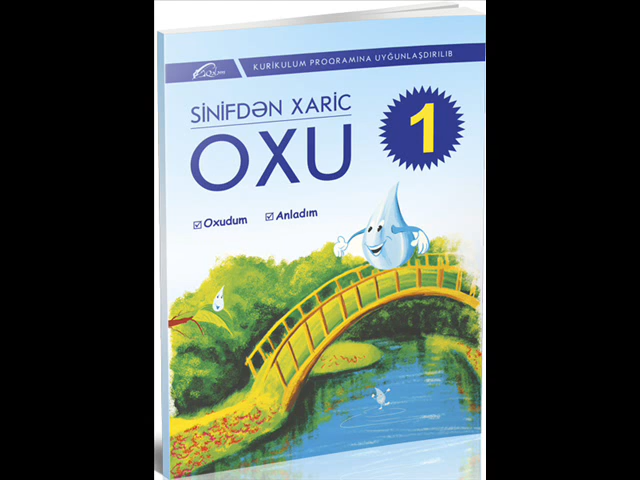 KURİKULUM PROQRAMINA UYĞUNLAŞDIRILIB
SİNİFDƏN XARİC
OXU
1
Oxudum
Anladım